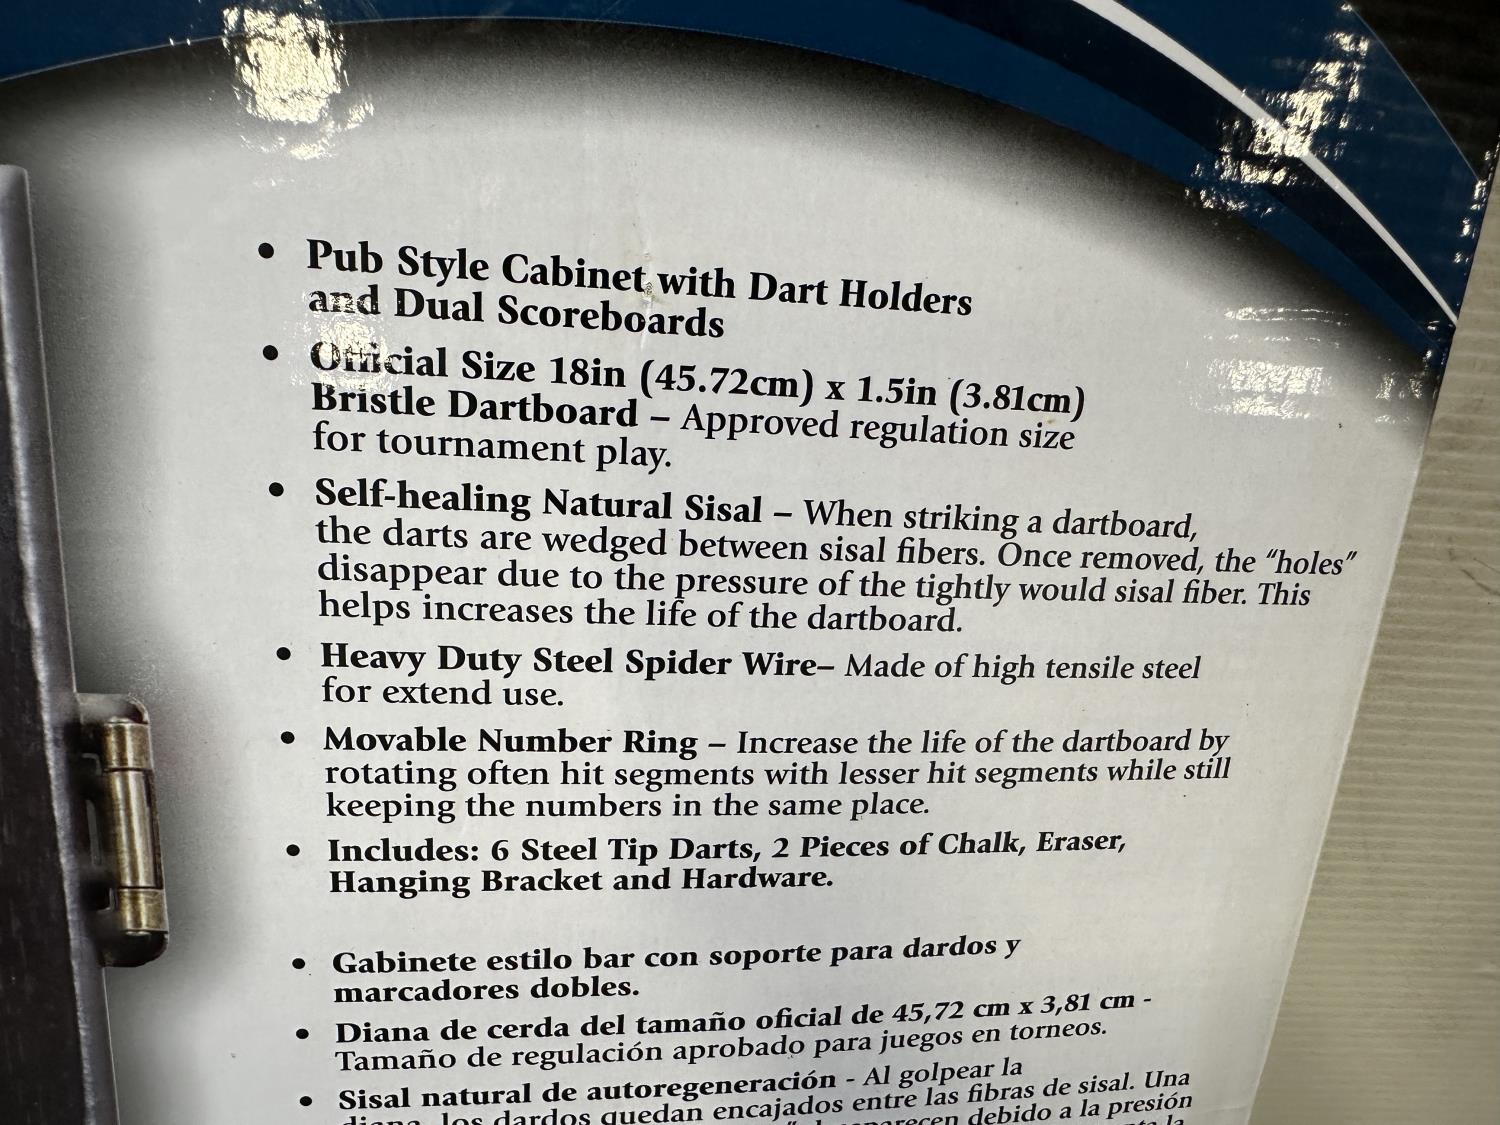 • Pub Style Cabinet with Dart Holders
and Dual Scoreboards
• Official Size 18in (45.72cm) x 1.5in (3.81cm)
Bristle Dartboard – Approved regulation size
for tournament play.
• Self-healing Natural Sisal – When striking a dartboard,
the darts are wedged between sisal fibers. Once removed, the “holes”
disappear due to the pressure of the tightly would sisal fiber. This
helps increases the life of the dartboard.
• Heavy Duty Steel Spider Wire– Made of high tensile steel
for extend use.
• Movable Number Ring – Increase the life of the dartboard by
rotating often hit segments with lesser hit segments while still
keeping the numbers in the same place.
• Includes: 6 Steel Tip Darts, 2 Pieces of Chalk, Eraser,
Hanging Bracket and Hardware.
• Gabinete estilo bar con soporte para dardos y
marcadores dobles.
• Diana de cerda del tamaño oficial de 45,72 cm x 3,81 cm -
Tamaño de regulación aprobado para juegos en torneos.
• Sisal natural de autoregeneración - Al golpear la
diana, los dardos quedan encajados entre las fibras de sisal. Una
debido a la presión